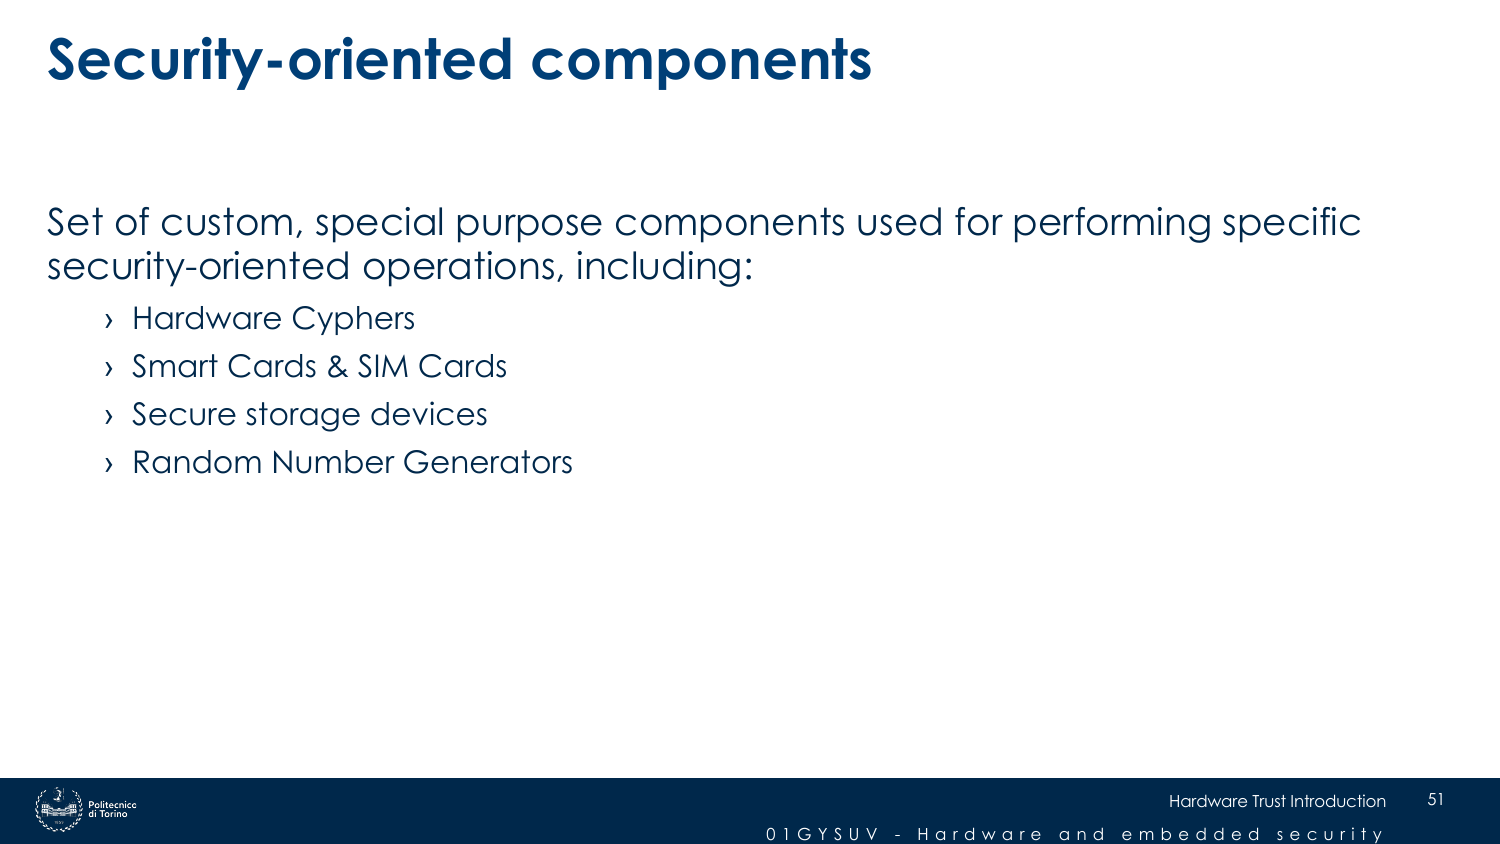 Security-oriented components
Set of custom, special purpose components used for performing specific
security-oriented operations, including:
› Hardware Cyphers
› Smart Cards & SIM Cards
› Secure storage devices
› Random Number Generators
Politecnico
di Torino
Hardware Trust Introduction
51
01GYSUV - Hardware and embedded security